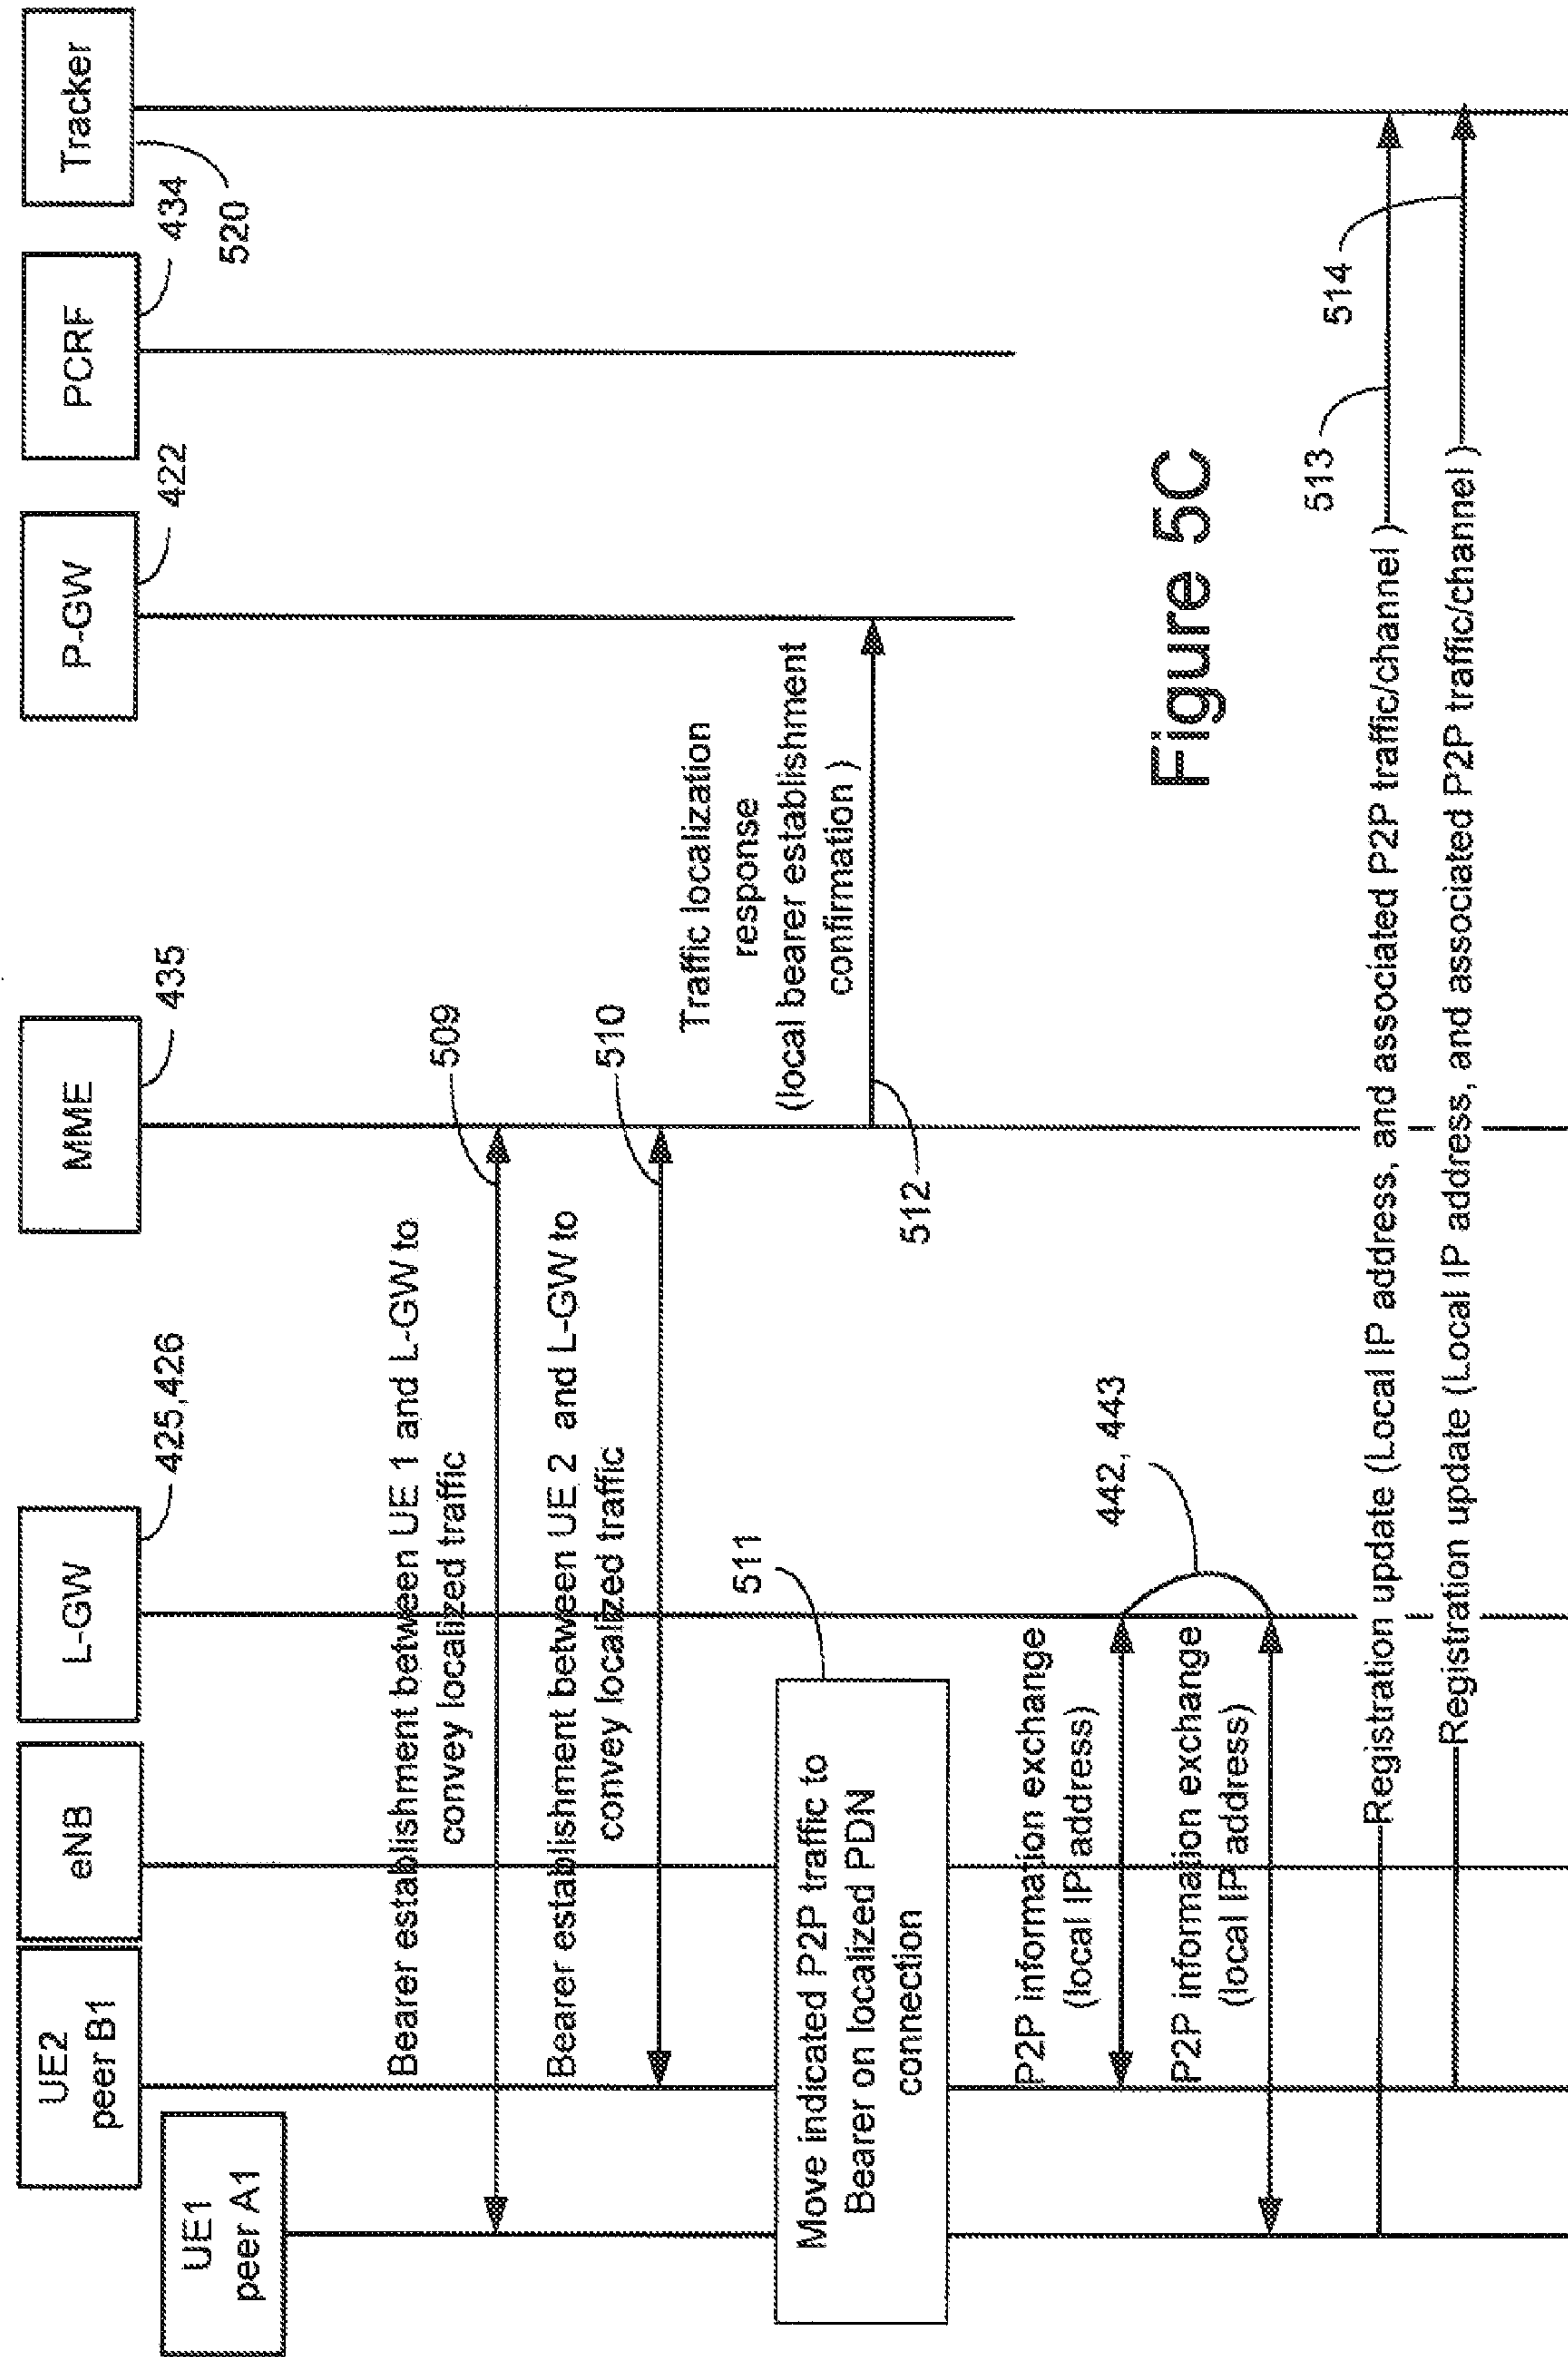 UE1
peer A1
UE2
peer B1
eNB
L-GW
425,426
MME
435
P-GW
422
PCRF
434
Tracker
520
Bearer establishment between UE 1 and L-GW to
convey localized traffic
509
Bearer establishment between UE 2 and L-GW to
convey localized traffic
510
Move indicated P2P traffic to
Bearer on localized PDN
connection
511
Traffic localization
response
(local bearer establishment
confirmation )
512
P2P information exchange
(local IP address)
P2P information exchange
(local IP address)
442, 443
Registration update (Local IP address, and associated P2P traffic/channel )
513
Registration update (Local IP address, and associated P2P traffic/channel )
514
Figure 5C